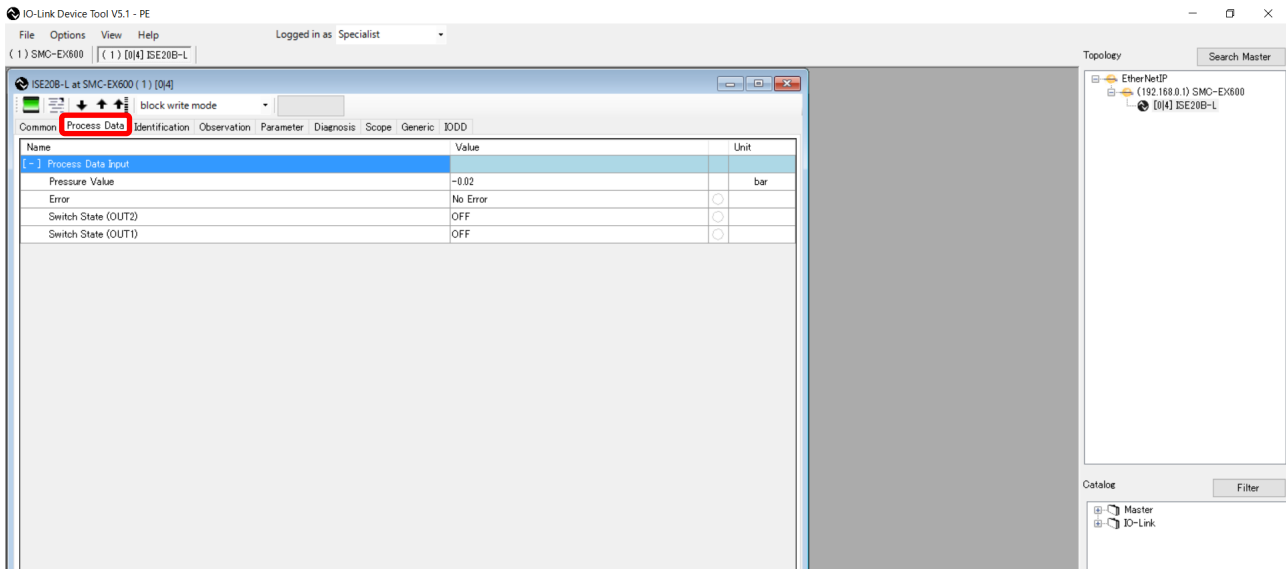 IO-Link Device Tool V5.1 - PE
File Options View Help Logged in as Specialist
( 1 ) SMC-EX600 ( 1 ) [0|4] ISE20B-L
ISE20B-L at SMC-EX600 ( 1 ) [0|4]
block write mode
Common Process Data Identification Observation Parameter Diagnosis Scope Generic IODD
Name Value Unit
[ - ] Process Data Input
Pressure Value -0.02 bar
Error No Error
Switch State (OUT2) OFF
Switch State (OUT1) OFF
Topology Search Master
EtherNetIP
(192.168.0.1) SMC-EX600
[0|4] ISE20B-L
Catalog Filter
Master
IO-Link